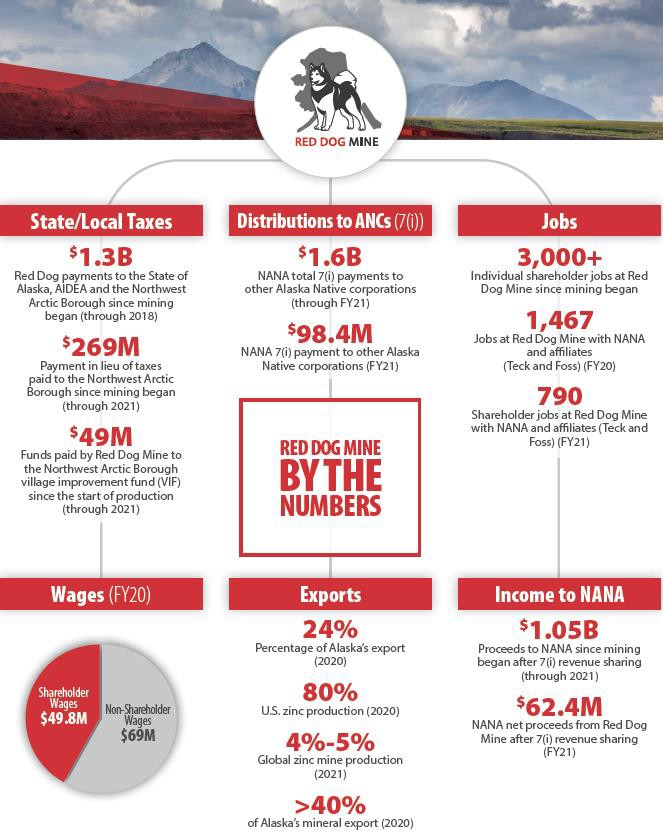 RED DOG MINE
State/Local Taxes
$1.3B
Red Dog payments to the State of
Alaska, AIDEA and the Northwest
Arctic Borough since mining
began (through 2018)
$269M
Payment in lieu of taxes
paid to the Northwest Arctic
Borough since mining began
(through 2021)
$49M
Funds paid by Red Dog Mine to
the Northwest Arctic Borough
village improvement fund (VIF)
since the start of production
(through 2021)
Distributions to ANCs (7(i))
$1.6B
NANA total 7(i) payments to
other Alaska Native corporations
(through FY21)
$98.4M
NANA 7(i) payment to other Alaska
Native corporations (FY21)
Jobs
3,000+
Individual shareholder jobs at Red
Dog Mine since mining began
1,467
Jobs at Red Dog Mine with NANA
and affiliates
(Teck and Foss) (FY20)
790
Shareholder jobs at Red Dog Mine
with NANA and affiliates (Teck and
Foss) (FY21)
RED DOG MINE
BY THE
NUMBERS
Wages (FY20)
Shareholder
Wages
$49.8M
Non-Shareholder
Wages
$69M
Exports
24%
Percentage of Alaska's export
(2020)
80%
U.S. zinc production (2020)
4%-5%
Global zinc mine production
(2021)
>40%
of Alaska's mineral export (2020)
Income to NANA
$1.05B
Proceeds to NANA since mining
began after 7(i) revenue sharing
(through 2021)
$62.4M
NANA net proceeds from Red Dog
Mine after 7(i) revenue sharing
(FY21)